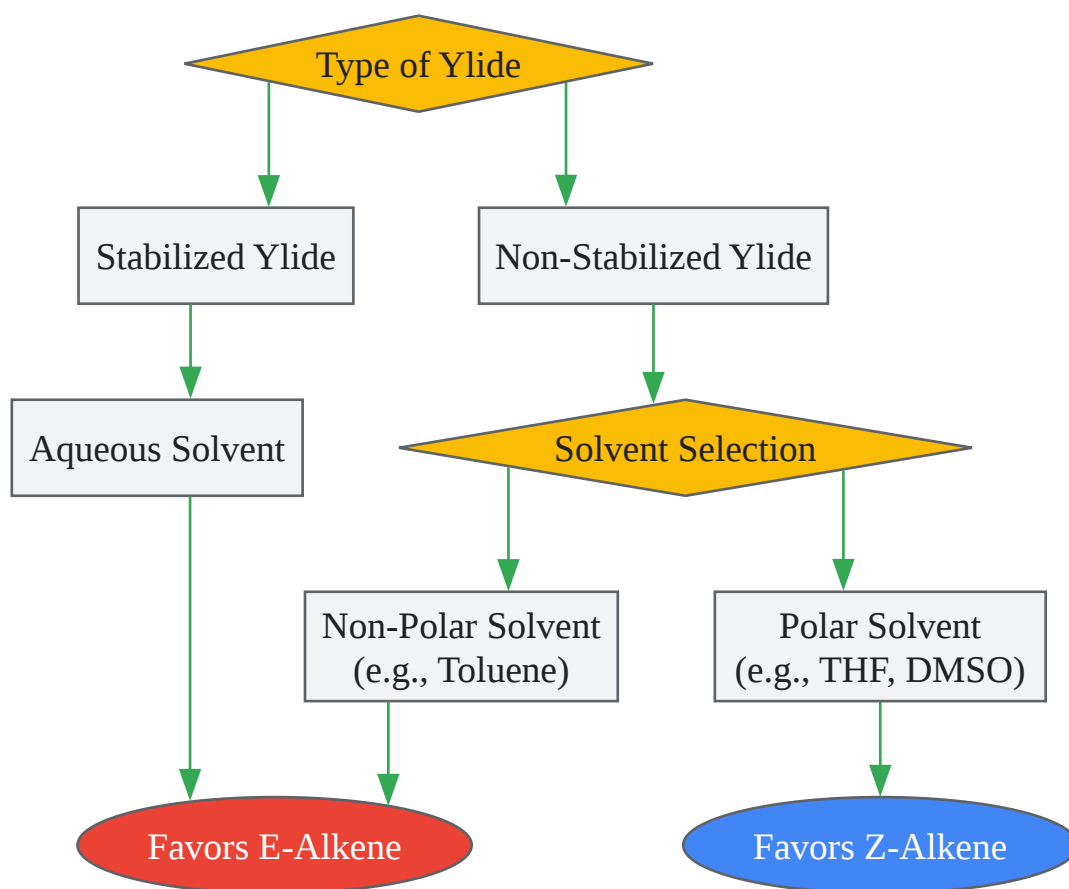 Type of Ylide
Stabilized Ylide
Non-Stabilized Ylide
Aqueous Solvent
Solvent Selection
Non-Polar Solvent
(e.g., Toluene)
Polar Solvent
(e.g., THF, DMSO)
Favors E-Alkene
Favors Z-Alkene